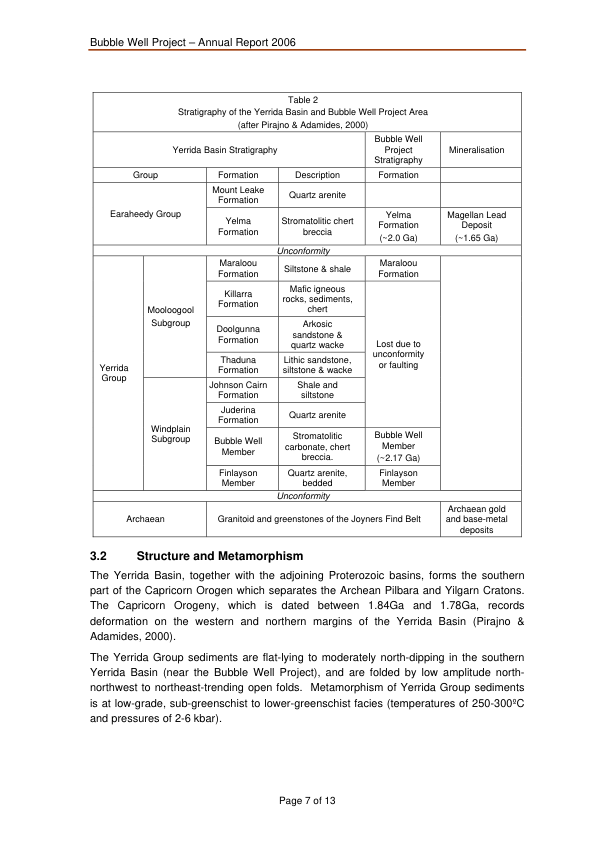 Bubble Well Project – Annual Report 2006
Table 2
Stratigraphy of the Yerrida Basin and Bubble Well Project Area
(after Pirajno & Adamides, 2000)
Yerrida Basin Stratigraphy
Bubble Well
Project
Stratigraphy
Mineralisation
Group
Formation
Description
Formation
Earaheedy Group
Mount Leake
Formation
Quartz arenite
Yelma
Formation
Stromatolitic chert
breccia
Yelma
Formation
(~2.0 Ga)
Magellan Lead
Deposit
(~1.65 Ga)
Unconformity
Yerrida
Group
Mooloogool
Subgroup
Maraloou
Formation
Siltstone & shale
Maraloou
Formation
Killarra
Formation
Mafic igneous
rocks, sediments,
chert
Lost due to
unconformity
or faulting
Doolgunna
Formation
Arkosic
sandstone &
quartz wacke
Thaduna
Formation
Lithic sandstone,
siltstone & wacke
Windplain
Subgroup
Johnson Cairn
Formation
Shale and
siltstone
Juderina
Formation
Quartz arenite
Bubble Well
Member
Stromatolitic
carbonate, chert
breccia.
Bubble Well
Member
(~2.17 Ga)
Finlayson
Member
Quartz arenite,
bedded
Finlayson
Member
Unconformity
Archaean
Granitoid and greenstones of the Joyners Find Belt
Archaean gold
and base-metal
deposits
3.2 Structure and Metamorphism
The Yerrida Basin, together with the adjoining Proterozoic basins, forms the southern
part of the Capricorn Orogen which separates the Archean Pilbara and Yilgarn Cratons.
The Capricorn Orogeny, which is dated between 1.84Ga and 1.78Ga, records
deformation on the western and northern margins of the Yerrida Basin (Pirajno &
Adamides, 2000).
The Yerrida Group sediments are flat-lying to moderately north-dipping in the southern
Yerrida Basin (near the Bubble Well Project), and are folded by low amplitude north-
northwest to northeast-trending open folds. Metamorphism of Yerrida Group sediments
is at low-grade, sub-greenschist to lower-greenschist facies (temperatures of 250-300ºC
and pressures of 2-6 kbar).
Page 7 of 13